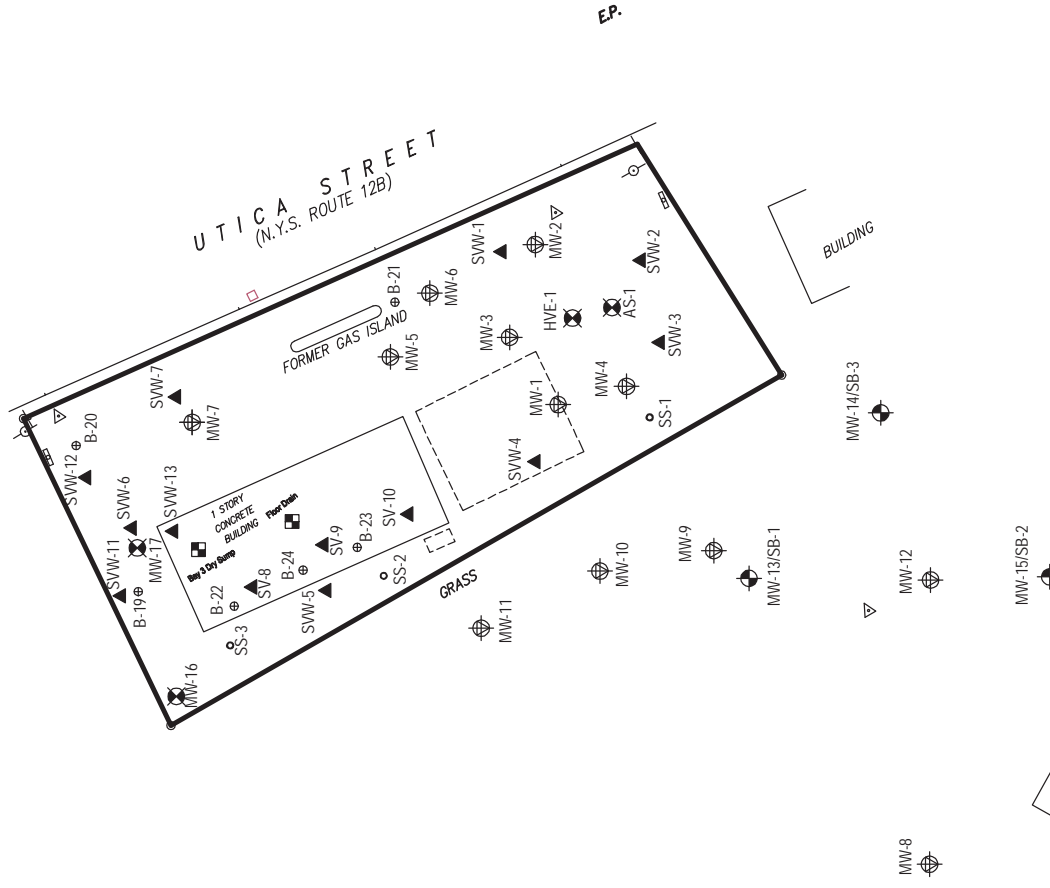 E.P.
UTICA STREET
(N.Y.S. ROUTE 12B)
SVW-1
MW-2
SVW-2
BUILDING
B-21
MW-6
HVE-1
AS-1
MW-3
SVW-3
FORMER GAS ISLAND
MW-5
SVW-7
MW-7
MW-1
MW-4
SS-1
MW-14/SB-3
B-20
SVW-12
SVW-4
SVW-6
SVW-13
1 STORY
CONCRETE
BUILDING
Floor Drain
SV-10
SVW-11
MW-17
Bay 3 Dry Sump
SV-9
B-23
B-24
SV-8
SS-2
GRASS
B-19
B-22
SVW-5
SS-3
MW-16
MW-10
MW-9
MW-13/SB-1
MW-12
MW-15/SB-2
MW-11
MW-8